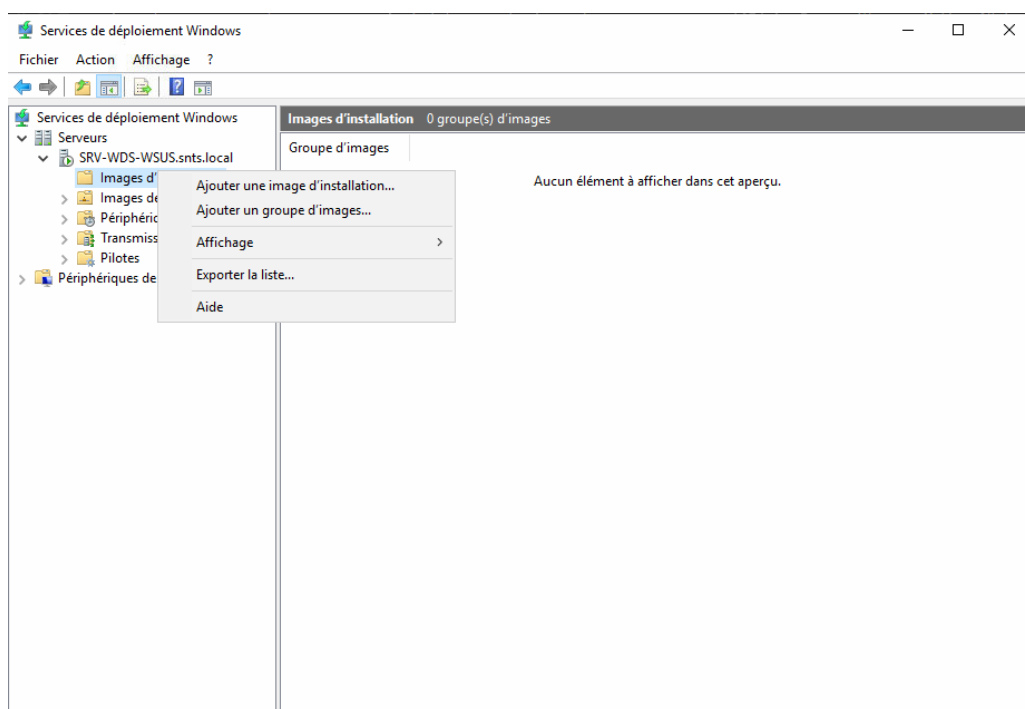 Services de déploiement Windows
Fichier Action Affichage ?
Services de déploiement Windows
Serveurs
SRV-WDS-WSUS.snts.local
Images d'
Images de
Périphéric
Transmiss
Pilotes
Périphériques de
Ajouter une image d'installation...
Ajouter un groupe d'images...
Affichage
Exporter la liste...
Aide
Images d'installation 0 groupe(s) d'images
Groupe d'images
Aucun élément à afficher dans cet aperçu.